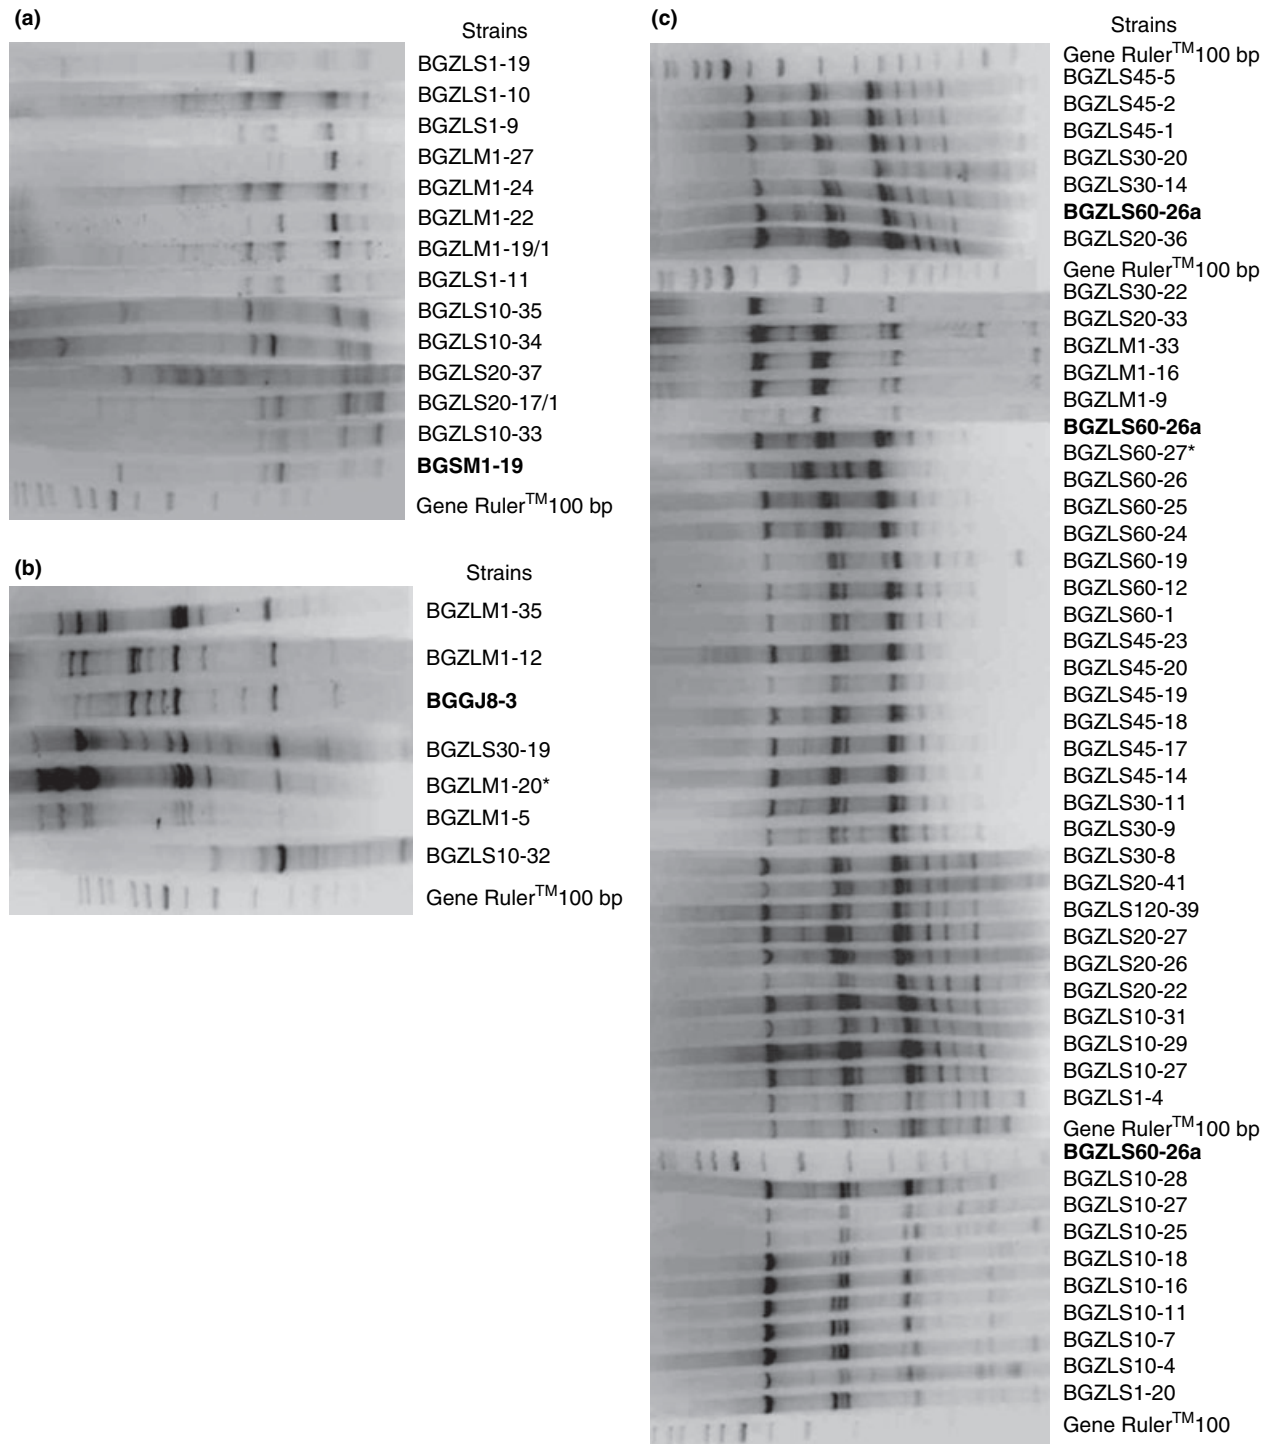 (a)
Strains
BGZLS1-19
BGZLS1-10
BGZLS1-9
BGZLM1-27
BGZLM1-24
BGZLM1-22
BGZLM1-19/1
BGZLS1-11
BGZLS10-35
BGZLS10-34
BGZLS20-37
BGZLS20-17/1
BGZLS10-33
BGSM1-19
Gene Ruler™100 bp
(b)
Strains
BGZLM1-35
BGZLM1-12
BGGJ8-3
BGZLS30-19
BGZLM1-20*
BGZLM1-5
BGZLS10-32
Gene Ruler™100 bp
(c)
Strains
Gene Ruler™100 bp
BGZLS45-5
BGZLS45-2
BGZLS45-1
BGZLS30-20
BGZLS30-14
BGZLS60-26a
BGZLS20-36
Gene Ruler™100 bp
BGZLS30-22
BGZLS20-33
BGZLM1-33
BGZLM1-16
BGZLM1-9
BGZLS60-26a
BGZLS60-27*
BGZLS60-26
BGZLS60-25
BGZLS60-24
BGZLS60-19
BGZLS60-12
BGZLS60-1
BGZLS45-23
BGZLS45-20
BGZLS45-19
BGZLS45-18
BGZLS45-17
BGZLS45-14
BGZLS30-11
BGZLS30-9
BGZLS30-8
BGZLS20-41
BGZLS120-39
BGZLS20-27
BGZLS20-26
BGZLS20-22
BGZLS10-31
BGZLS10-29
BGZLS10-27
BGZLS1-4
Gene Ruler™100 bp
BGZLS60-26a
BGZLS10-28
BGZLS10-27
BGZLS10-25
BGZLS10-18
BGZLS10-16
BGZLS10-11
BGZLS10-7
BGZLS10-4
BGZLS1-20
Gene Ruler™100